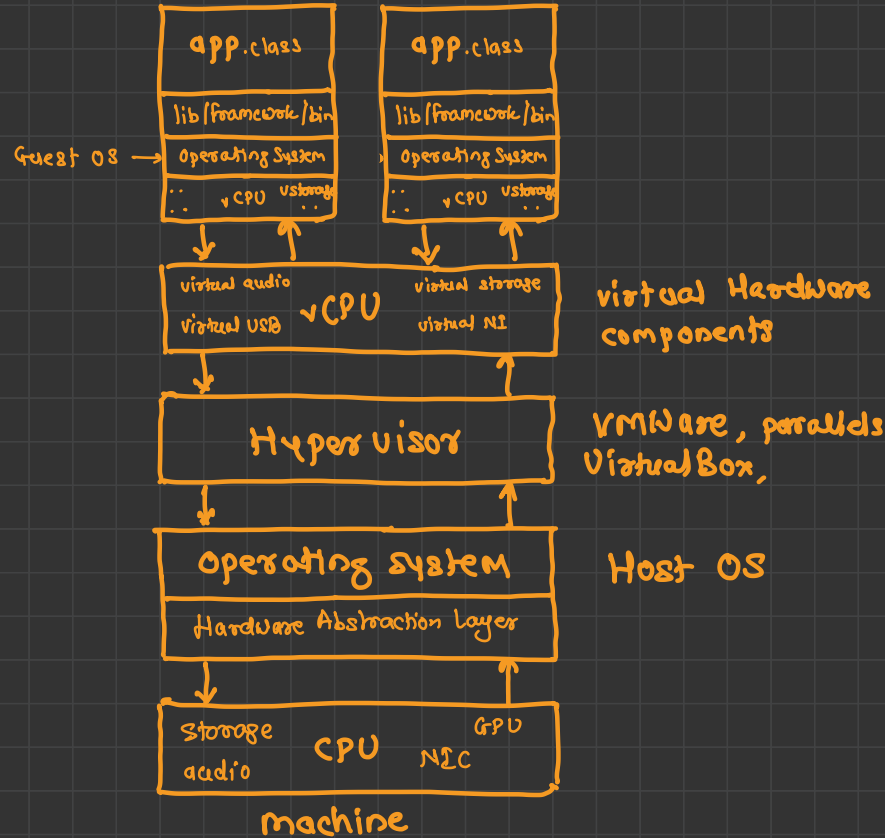 app.class
app.class
lib/framework/bin
lib/framework/bin
Guest OS
Operating System
Operating System
vCPU vstorage
vCPU vstorage
virtual audio
virtual USB
vCPU
virtual storage
virtual NI
virtual Hardware
components
Hypervisor
VMWare, parallels
VirtualBox,
Operating system
Host OS
Hardware Abstraction Layer
storage
audio
CPU
NIC
GPU
machine